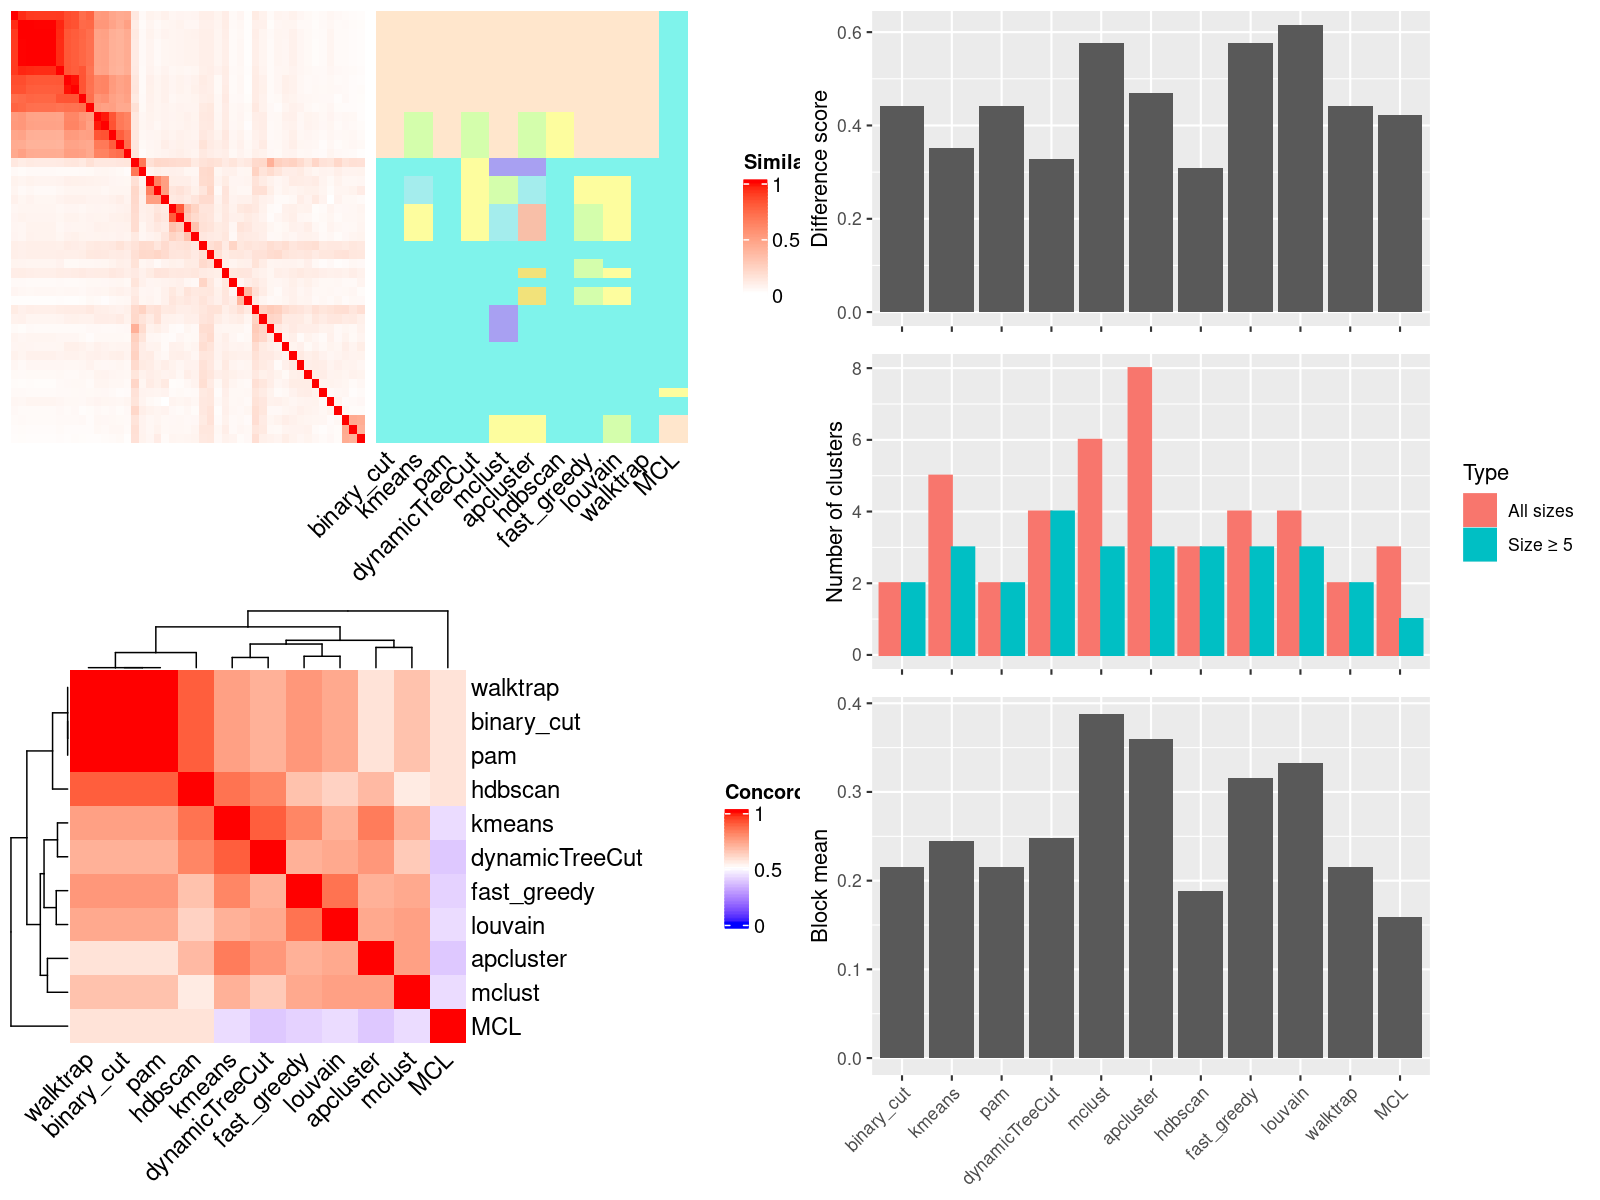 Simila
1
0.5
0
binary_cut
kmeans
pam
dynamicTreeCut
mclust
apcluster
hdbscan
fast_greedy
louvain
walktrap
MCL
walktrap
binary_cut
pam
hdbscan
kmeans
dynamicTreeCut
fast_greedy
louvain
apcluster
mclust
MCL
walktrap
binary_cut
pam
hdbscan
kmeans
dynamicTreeCut
fast_greedy
louvain
apcluster
mclust
MCL
Concord
1
0.5
0
Difference score
0.6
0.4
0.2
0.0
Number of clusters
8
6
4
2
0
Type
All sizes
Size ≥ 5
Block mean
0.4
0.3
0.2
0.1
0.0
binary_cut
kmeans
pam
dynamicTreeCut
mclust
apcluster
hdbscan
fast_greedy
louvain
walktrap
MCL